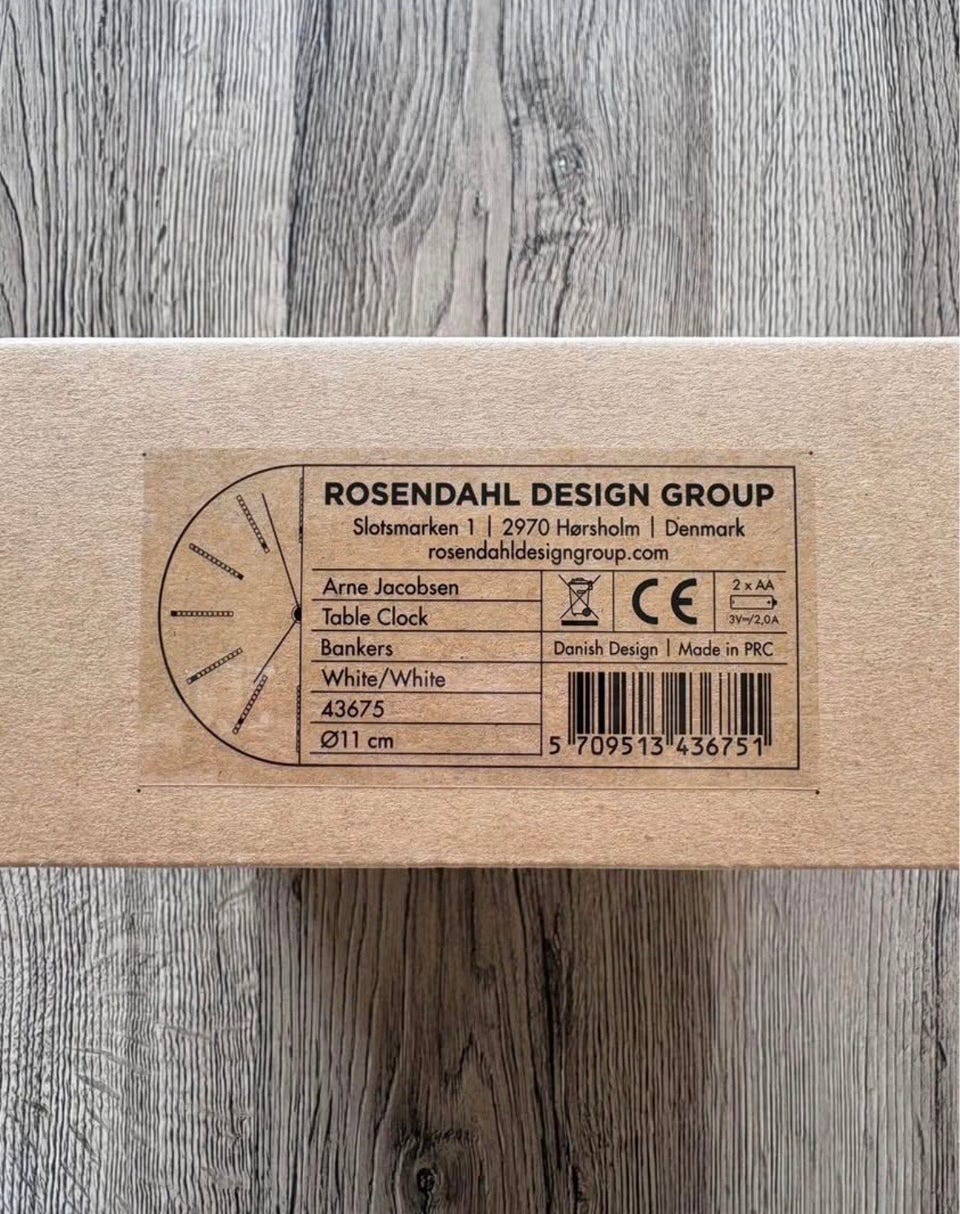 ROSENDAHL DESIGN GROUP
Slotsmarken 1 | 2970 Hørsholm | Denmark
rosendahldesigngroup.com
Arne Jacobsen
Table Clock
Bankers
White/White
43675
Ø11 cm
CE
2 x AA
3V⎓/2,0A
Danish Design | Made in PRC
5 709513 436751